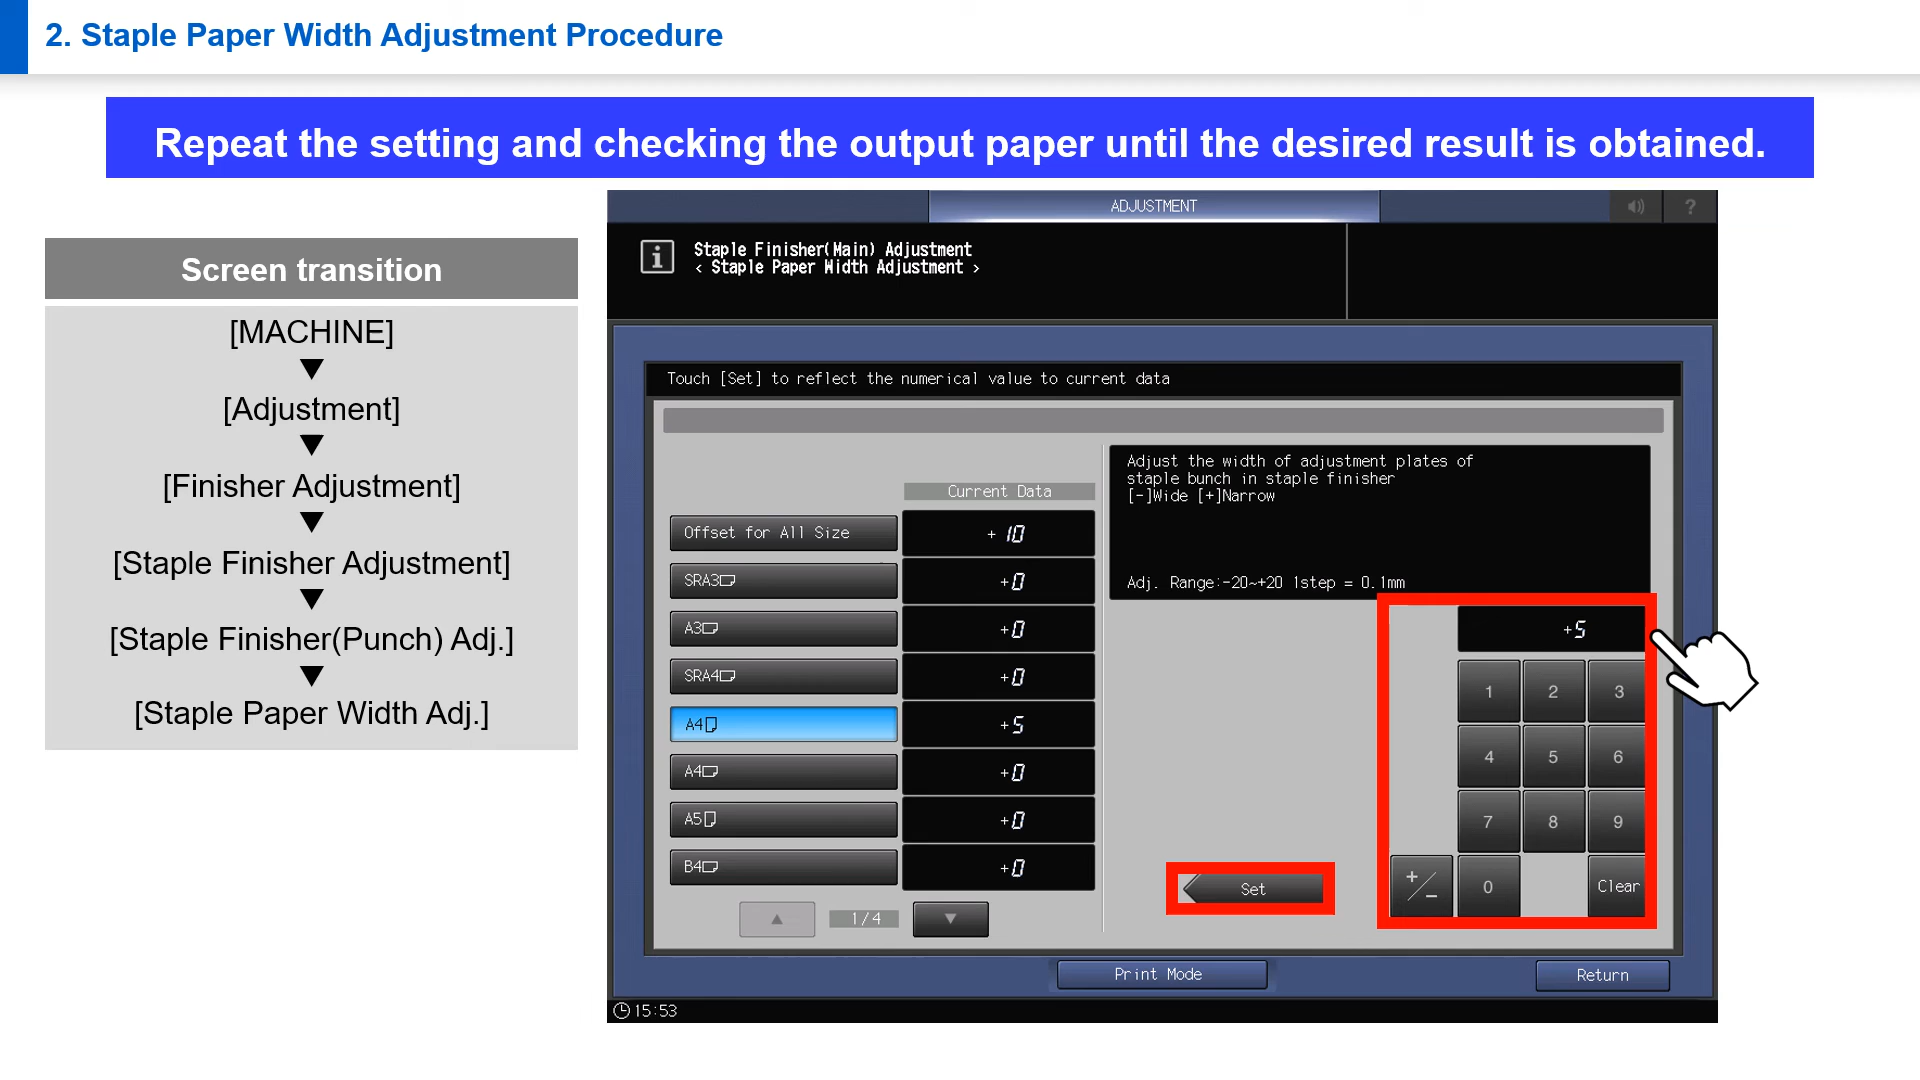 2. Staple Paper Width Adjustment Procedure
Repeat the setting and checking the output paper until the desired result is obtained.
Screen transition
[MACHINE]
▼
[Adjustment]
▼
[Finisher Adjustment]
▼
[Staple Finisher Adjustment]
▼
[Staple Finisher(Punch) Adj.]
▼
[Staple Paper Width Adj.]
ADJUSTMENT
?
i
Staple Finisher(Main) Adjustment
< Staple Paper Width Adjustment >
Touch [Set] to reflect the numerical value to current data
Current Data
Offset for All Size +10
SRA3 +0
A3 +0
SRA4 +0
A4 +5
A4 +0
A5 +0
B4 +0
▲ 1/4 ▼
Adjust the width of adjustment plates of
staple bunch in staple finisher
[-]Wide [+]Narrow
Adj. Range:-20~+20 1step = 0.1mm
+5
1 2 3
4 5 6
7 8 9
+/- 0 Clear
Set
Print Mode
Return
15:53